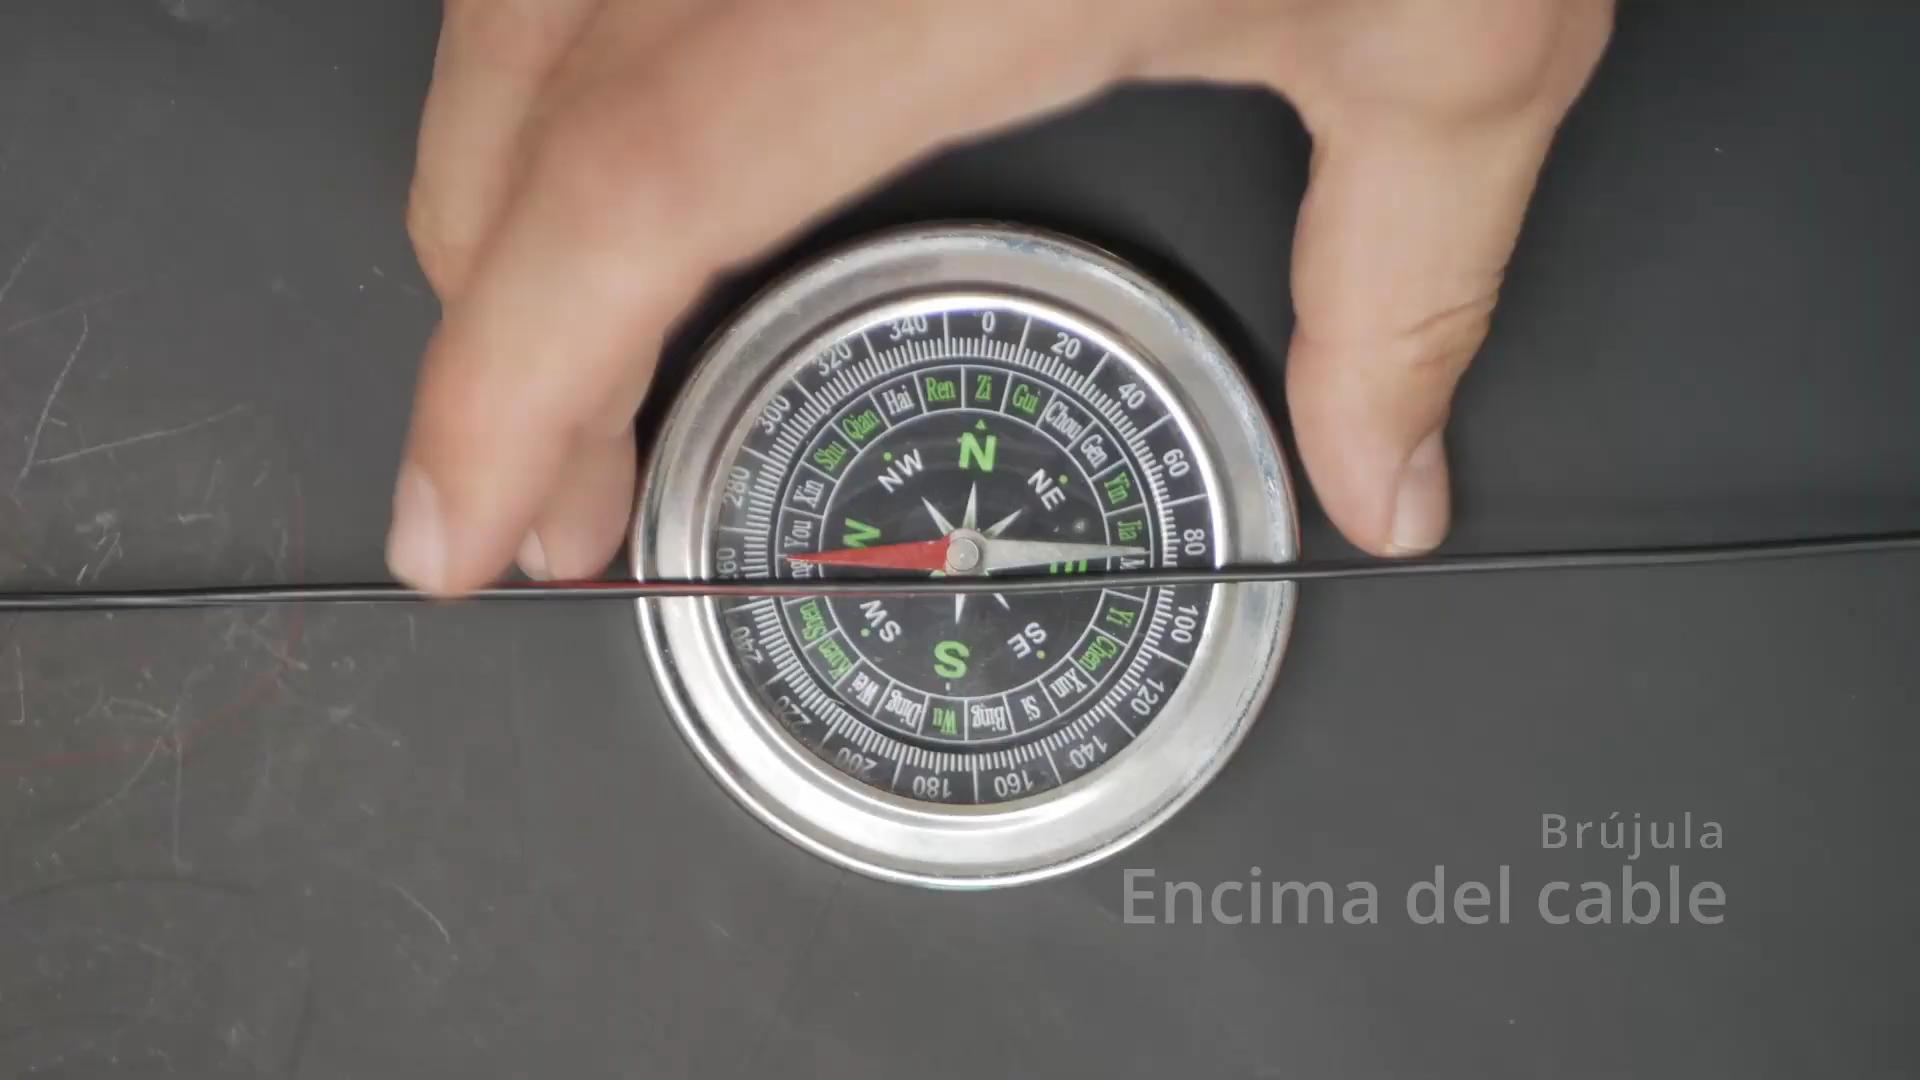 340 0 20 40 60 80 100 120 140 160 180 200 220 240 260 280 300 320
Ren Zi Gui Chou Gen Yin Jia
Yi Chen Xun Si Bing Wu Ding Wei Kuen Shen
You Xin Shu Qian Hai
N NE E SE S SW W NW
Brújula
Encima del cable